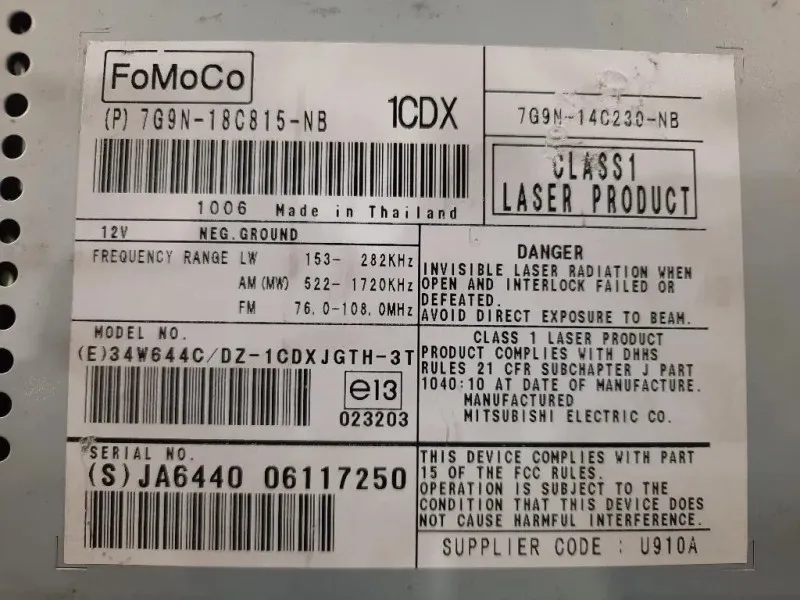 FoMoCo
(P) 7G9N-18C815-NB
1CDX
7G9N-14C230-NB
CLASS1
LASER PRODUCT
1006 Made in Thailand
12V NEG.GROUND
FREQUENCY RANGE LW 153- 282KHz
AM(MW) 522- 1720KHz
FM 76.0-108.0MHz
DANGER
INVISIBLE LASER RADIATION WHEN
OPEN AND INTERLOCK FAILED OR
DEFEATED.
AVOID DIRECT EXPOSURE TO BEAM.
MODEL NO.
(E)34W644C/DZ-1CDXJGTH-3T
e13
023203
CLASS 1 LASER PRODUCT
PRODUCT COMPLIES WITH DHHS
RULES 21 CFR SUBCHAPTER J PART
1040:10 AT DATE OF MANUFACTURE.
MANUFACTURED
MITSUBISHI ELECTRIC CO.
SERIAL NO.
(S)JA6440 06117250
THIS DEVICE COMPLIES WITH PART
15 OF THE FCC RULES.
OPERATION IS SUBJECT TO THE
CONDITION THAT THIS DEVICE DOES
NOT CAUSE HARMFUL INTERFERENCE.
SUPPLIER CODE : U910A